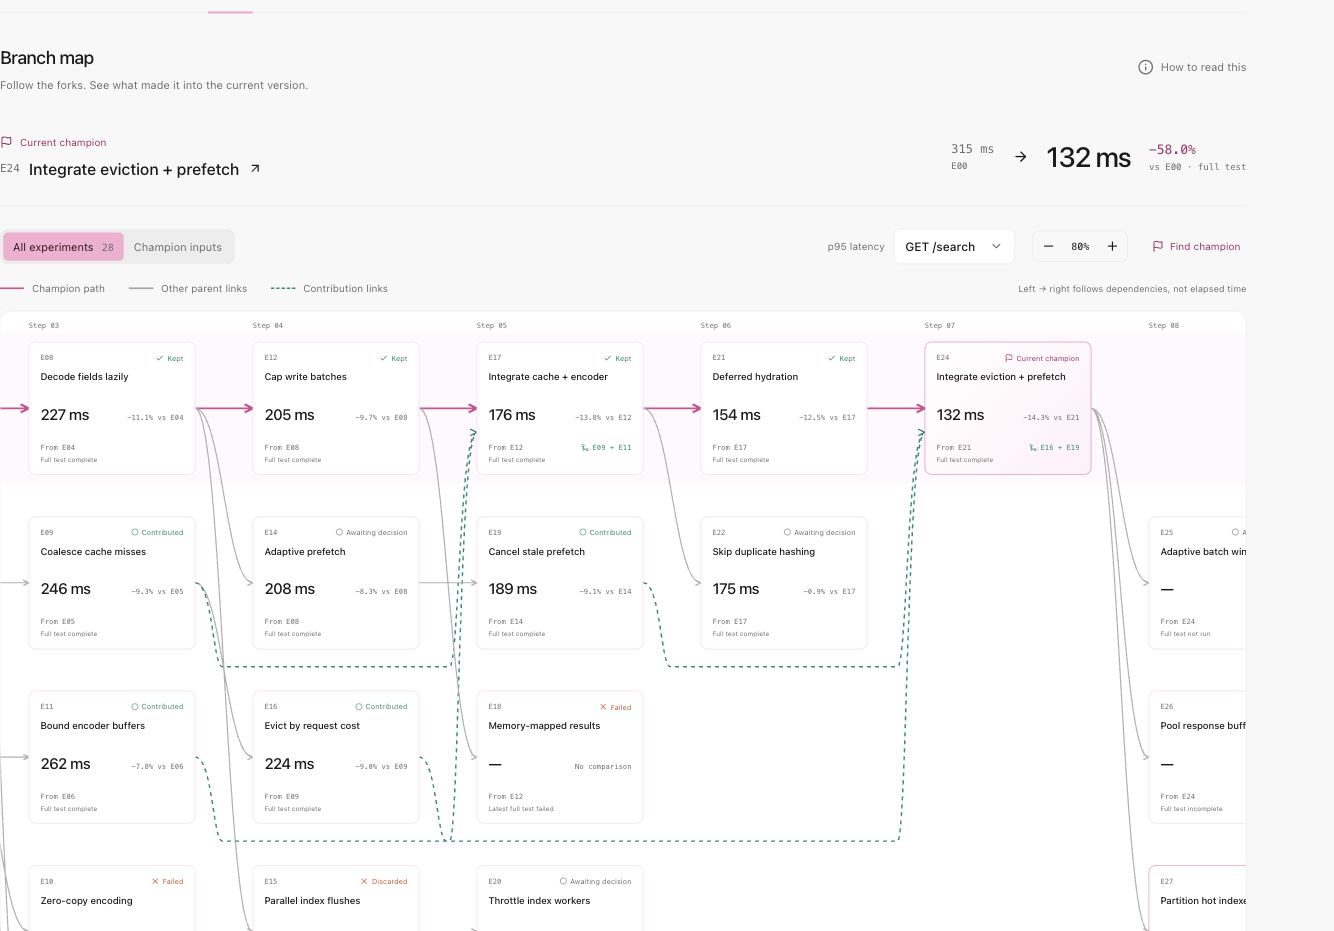 Branch map
Follow the forks. See what made it into the current version.
How to read this
Current champion
E24 Integrate eviction + prefetch
315 ms
E00
→
132 ms
−58.0%
vs E00 · full test
All experiments 28
Champion inputs
p95 latency
GET /search
− 80% +
Find champion
Champion path
Other parent links
Contribution links
Left → right follows dependencies, not elapsed time
Step 03
Step 04
Step 05
Step 06
Step 07
Step 08
E08 Kept
Decode fields lazily
227 ms −11.1% vs E04
From E04
Full test complete
E12 Kept
Cap write batches
205 ms −9.7% vs E08
From E08
Full test complete
E17 Kept
Integrate cache + encoder
176 ms −13.8% vs E12
From E12 E09 + E11
Full test complete
E21 Kept
Deferred hydration
154 ms −12.5% vs E17
From E17
Full test complete
E24 Current champion
Integrate eviction + prefetch
132 ms −14.3% vs E21
From E21 E16 + E19
Full test complete
E09 Contributed
Coalesce cache misses
246 ms −9.3% vs E05
From E05
Full test complete
E14 Awaiting decision
Adaptive prefetch
208 ms −8.3% vs E08
From E08
Full test complete
E19 Contributed
Cancel stale prefetch
189 ms −9.1% vs E14
From E14
Full test complete
E22 Awaiting decision
Skip duplicate hashing
175 ms −0.9% vs E17
From E17
Full test complete
E25 A
Adaptive batch win
—
From E24
Full test not run
E11 Contributed
Bound encoder buffers
262 ms −7.8% vs E06
From E06
Full test complete
E16 Contributed
Evict by request cost
224 ms −9.0% vs E09
From E09
Full test complete
E18 Failed
Memory-mapped results
— No comparison
From E12
Latest full test failed
E26
Pool response buff
—
From E24
Full test incomplete
E10 Failed
Zero-copy encoding
E15 Discarded
Parallel index flushes
E20 Awaiting decision
Throttle index workers
E27
Partition hot indexe